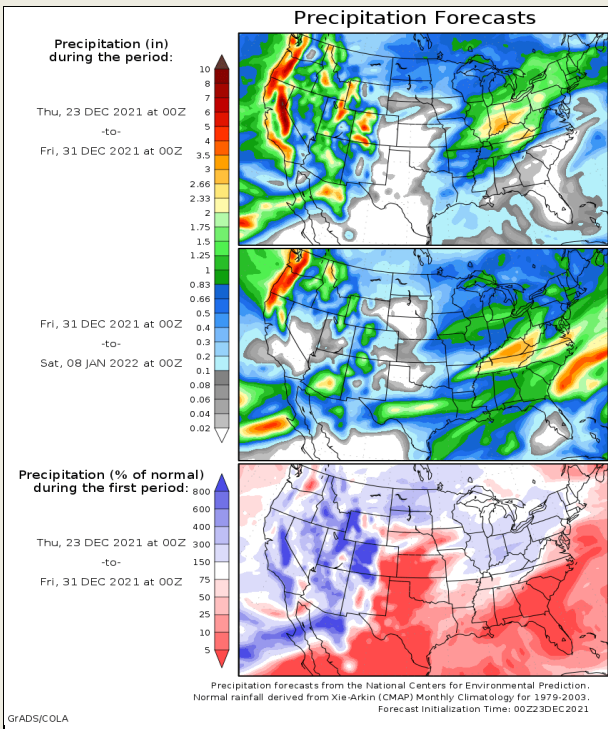 Precipitation Forecasts
Precipitation (in)
during the period:
Thu, 23 DEC 2021 at 00Z
-to-
Fri, 31 DEC 2021 at 00Z
10
8
7
6
5
4
3.5
3
2.66
2.33
2
1.75
1.5
1.25
1
0.83
0.66
0.5
0.4
0.3
0.2
0.1
0.08
0.06
0.04
0.02
Fri, 31 DEC 2021 at 00Z
-to-
Sat, 08 JAN 2022 at 00Z
Precipitation (% of normal)
during the first period:
Thu, 23 DEC 2021 at 00Z
-to-
Fri, 31 DEC 2021 at 00Z
800
600
400
300
150
75
50
25
10
5
Precipitation forecasts from the National Centers for Environmental Prediction.
Normal rainfall derived from Xie-Arkin (CMAP) Monthly Climatology for 1979-2003.
Forecast Initialization Time: 00Z23DEC2021
GrADS/COLA